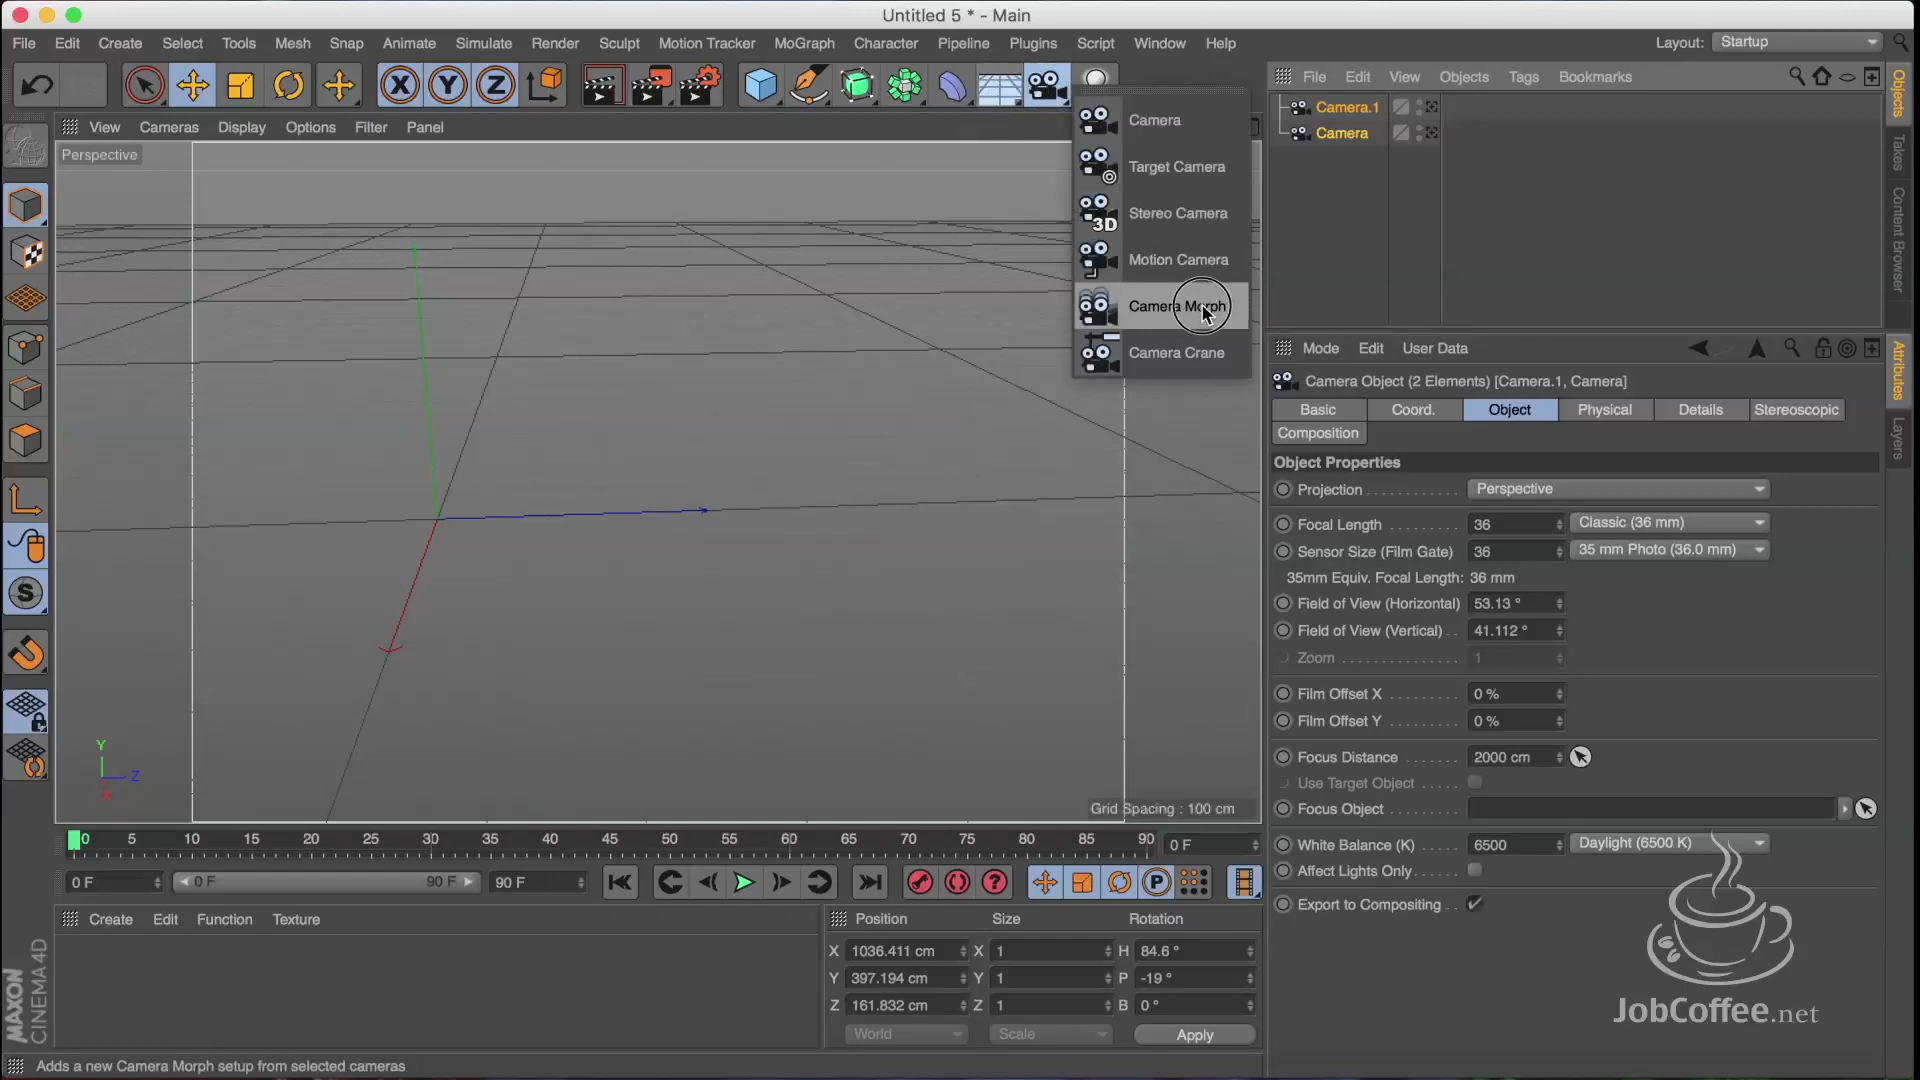 Untitled 5 * - Main
File Edit Create Select Tools Mesh Snap Animate Simulate Render Sculpt Motion Tracker MoGraph Character Pipeline Plugins Script Window Help Layout: Startup
X Y Z
View Cameras Display Options Filter Panel
Perspective
Camera
Target Camera
Stereo Camera
3D
Motion Camera
Camera Morph
Camera Crane
File Edit View Objects Tags Bookmarks
Camera.1
Camera
Objects
Takes
Content Browser
Attributes
Layers
Mode Edit User Data
Camera Object (2 Elements) [Camera.1, Camera]
Basic Coord. Object Physical Details Stereoscopic
Composition
Object Properties
Projection Perspective
Focal Length 36 Classic (36 mm)
Sensor Size (Film Gate) 36 35 mm Photo (36.0 mm)
35mm Equiv. Focal Length: 36 mm
Field of View (Horizontal) 53.13 °
Field of View (Vertical) 41.112 °
Zoom 1
Film Offset X 0 %
Film Offset Y 0 %
Focus Distance 2000 cm
Use Target Object
Focus Object
White Balance (K) 6500 Daylight (6500 K)
Affect Lights Only
Export to Compositing
Y
Z
X
Grid Spacing : 100 cm
0 5 10 15 20 25 30 35 40 45 50 55 60 65 70 75 80 85 90 0 F
0 F 0 F 90 F 90 F
P
Create Edit Function Texture
Position Size Rotation
X 1036.411 cm X 1 H 84.6 °
Y 397.194 cm Y 1 P -19 °
Z 161.832 cm Z 1 B 0 °
World Scale Apply
MAXON
CINEMA 4D
Adds a new Camera Morph setup from selected cameras
JobCoffee.net